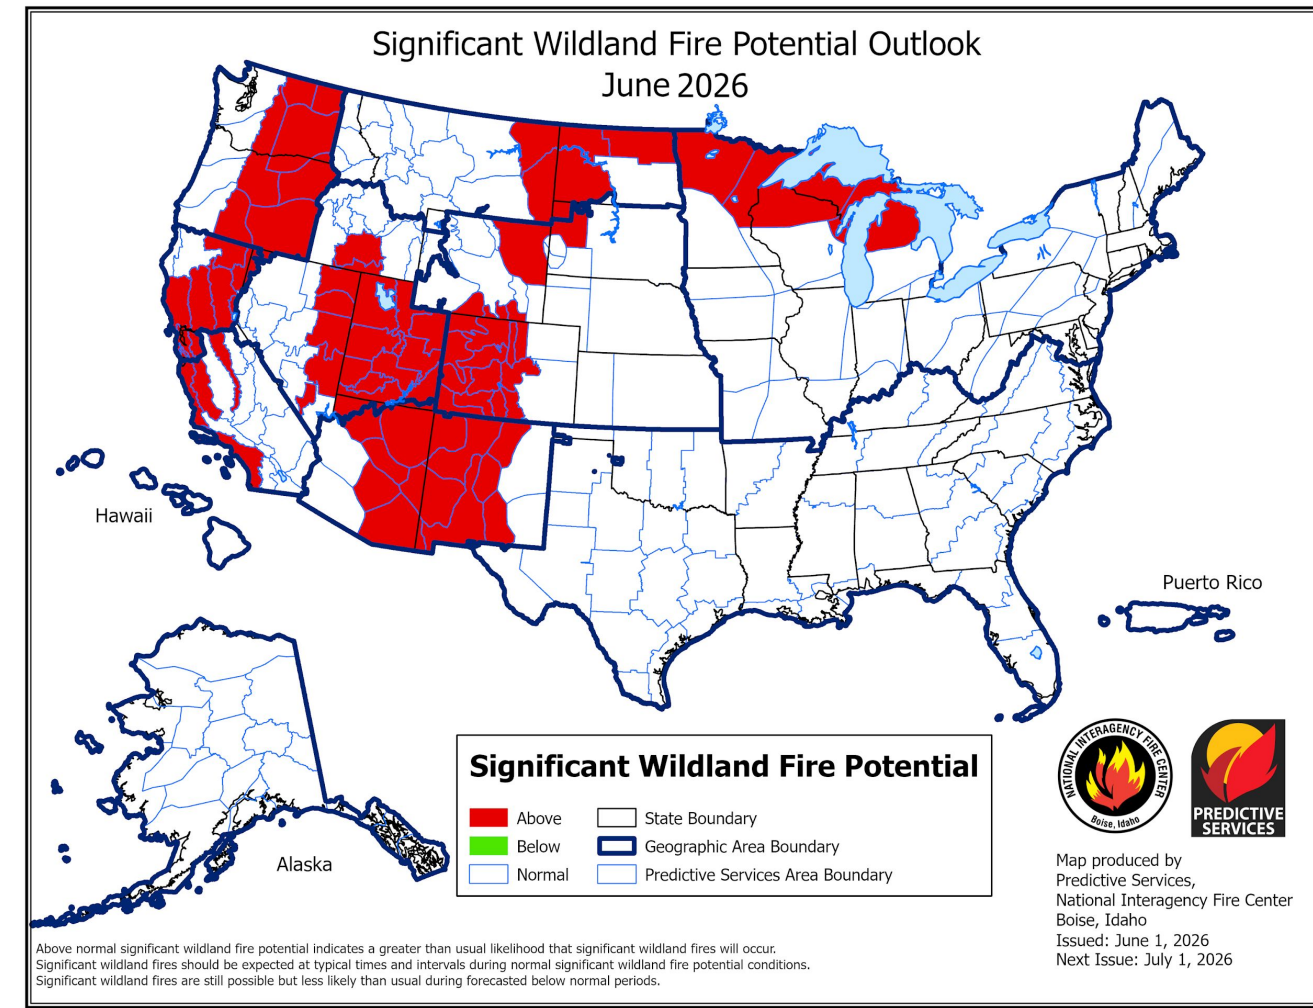 Significant Wildland Fire Potential Outlook
June 2026
Hawaii
Puerto Rico
Alaska
Significant Wildland Fire Potential
Above
State Boundary
Below
Geographic Area Boundary
Normal
Predictive Services Area Boundary
NATIONAL INTERAGENCY FIRE CENTER
Boise, Idaho
PREDICTIVE
SERVICES
Map produced by
Predictive Services,
National Interagency Fire Center
Boise, Idaho
Issued: June 1, 2026
Next Issue: July 1, 2026
Above normal significant wildland fire potential indicates a greater than usual likelihood that significant wildland fires will occur.
Significant wildland fires should be expected at typical times and intervals during normal significant wildland fire potential conditions.
Significant wildland fires are still possible but less likely than usual during forecasted below normal periods.